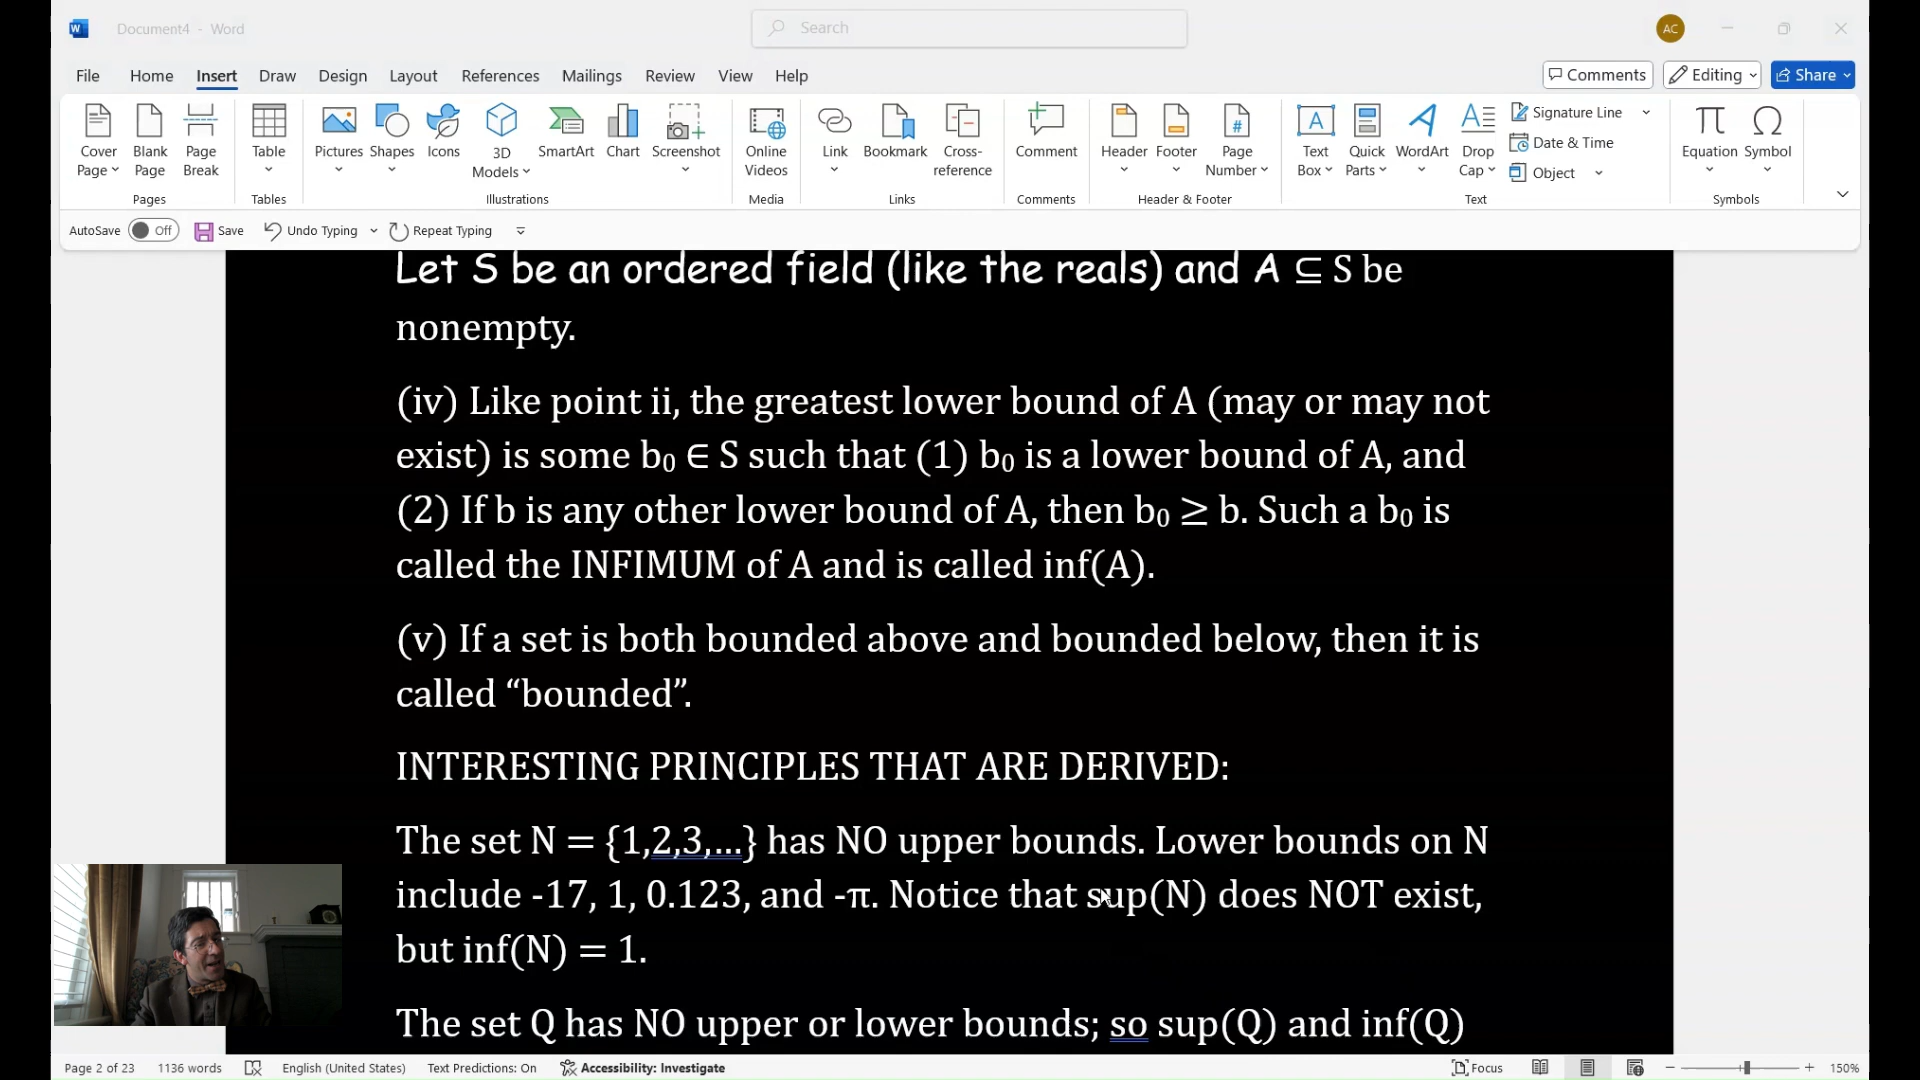 Document4 - Word
Search
AC
File Home Insert Draw Design Layout References Mailings Review View Help
Comments Editing Share
Cover Page
Blank Page
Page Break
Pages
Table
Tables
Pictures
Shapes
Icons
3D Models
SmartArt
Chart
Screenshot
Illustrations
Online Videos
Media
Link
Bookmark
Cross-reference
Links
Comment
Comments
Header
Footer
Page Number
Header & Footer
Text Box
Quick Parts
WordArt
Drop Cap
Signature Line
Date & Time
Object
Text
Equation
Symbol
Symbols
AutoSave Off Save Undo Typing Repeat Typing
Let S be an ordered field (like the reals) and A ⊆ S be
nonempty.
(iv) Like point ii, the greatest lower bound of A (may or may not
exist) is some b₀ ∈ S such that (1) b₀ is a lower bound of A, and
(2) If b is any other lower bound of A, then b₀ ≥ b. Such a b₀ is
called the INFIMUM of A and is called inf(A).
(v) If a set is both bounded above and bounded below, then it is
called “bounded”.
INTERESTING PRINCIPLES THAT ARE DERIVED:
The set N = {1,2,3,…} has NO upper bounds. Lower bounds on N
include -17, 1, 0.123, and -π. Notice that sup(N) does NOT exist,
but inf(N) = 1.
The set Q has NO upper or lower bounds; so sup(Q) and inf(Q)
Page 2 of 23 1136 words English (United States) Text Predictions: On Accessibility: Investigate Focus 150%